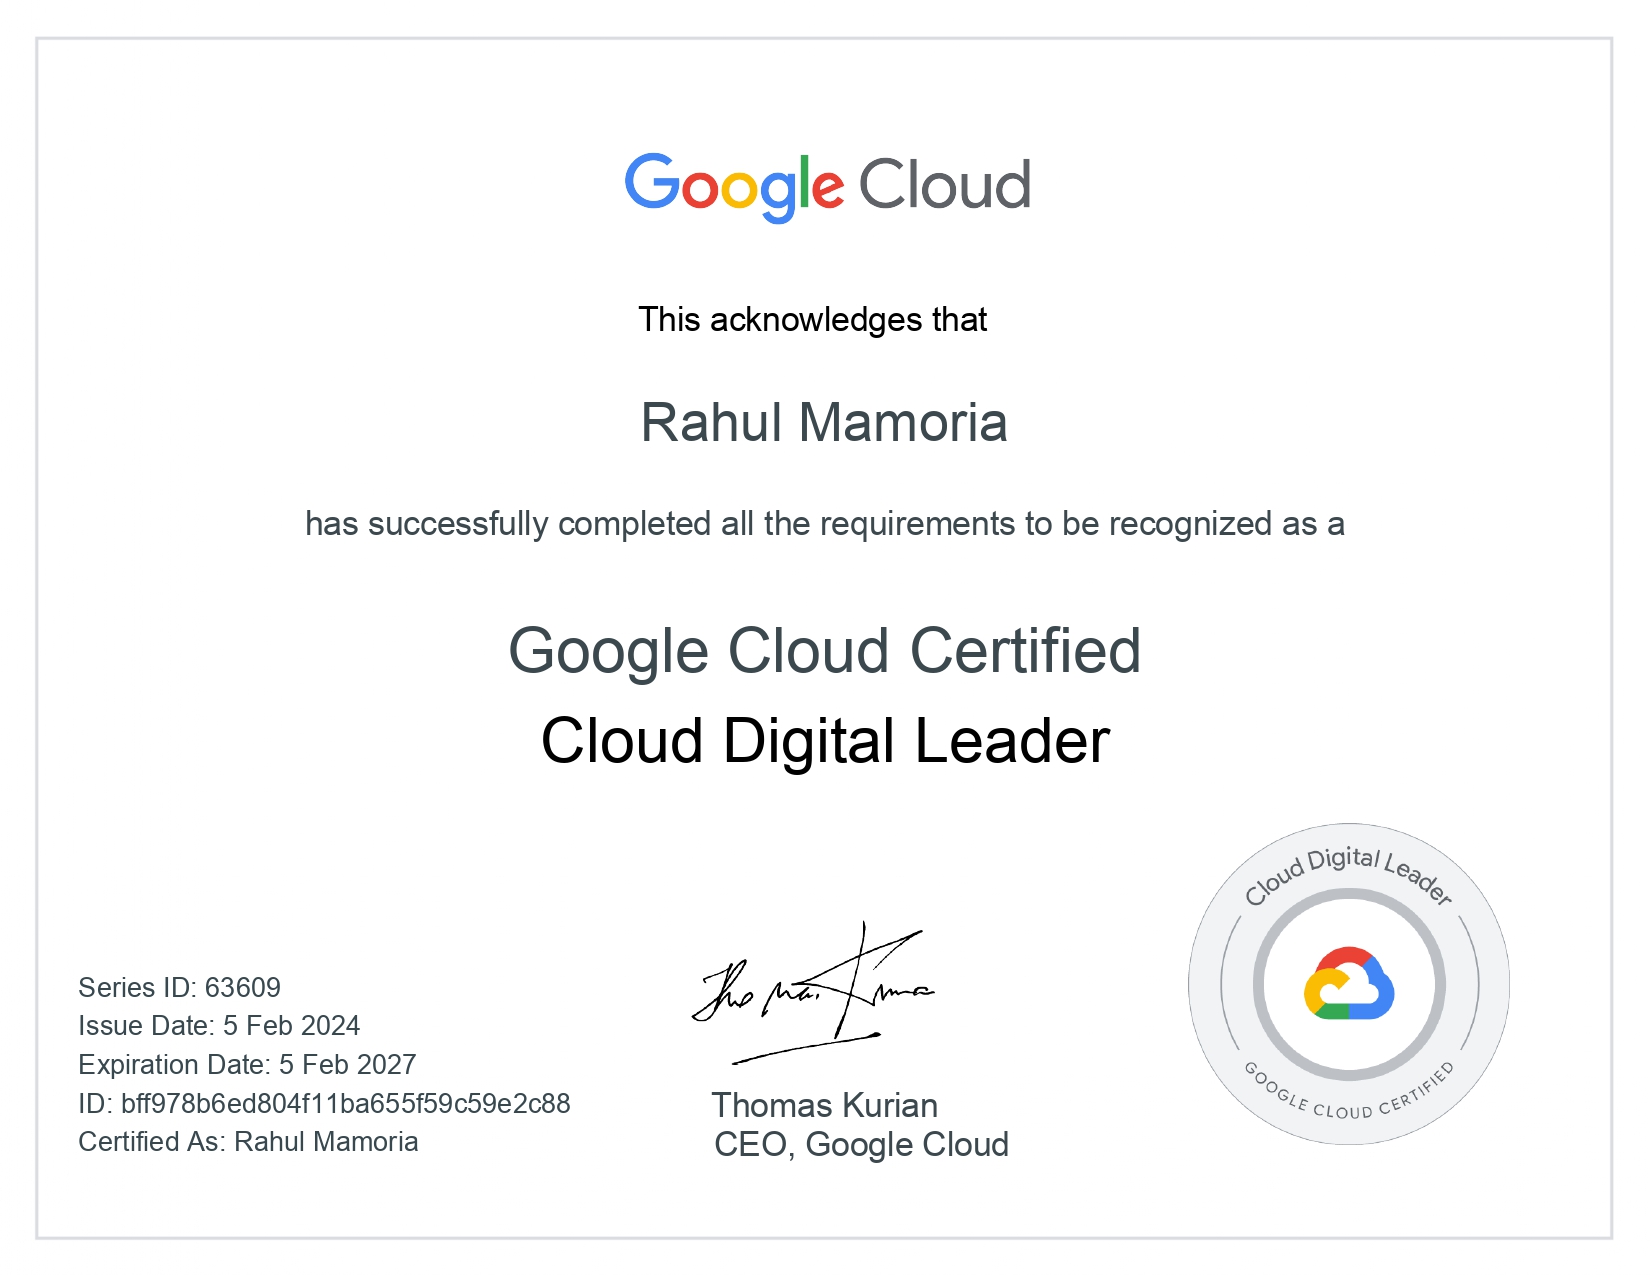 Google Cloud
This acknowledges that
Rahul Mamoria
has successfully completed all the requirements to be recognized as a
Google Cloud Certified
Cloud Digital Leader
Series ID: 63609
Issue Date: 5 Feb 2024
Expiration Date: 5 Feb 2027
ID: bff978b6ed804f11ba655f59c59e2c88
Certified As: Rahul Mamoria
Thomas Kurian
Thomas Kurian
CEO, Google Cloud
Cloud Digital Leader
GOOGLE CLOUD CERTIFIED